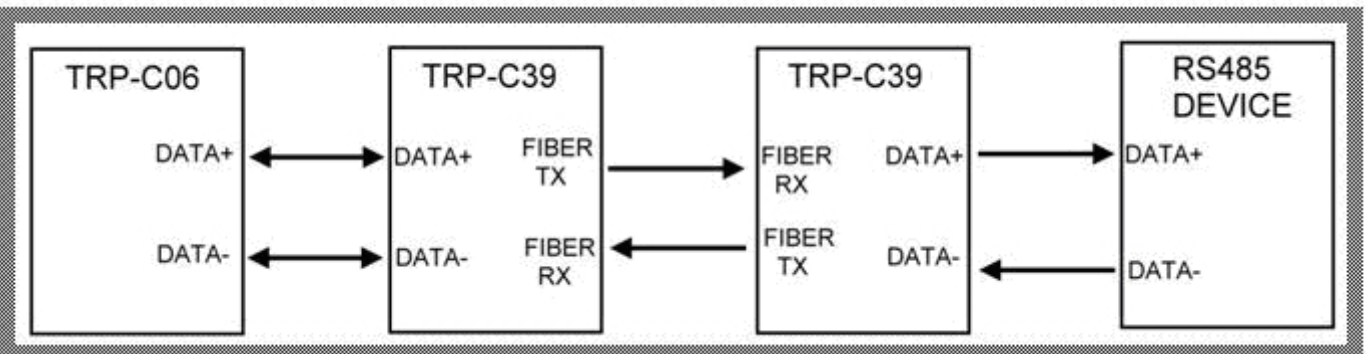 TRP-C06
DATA+
DATA-
TRP-C39
DATA+
FIBER
TX
DATA-
FIBER
RX
TRP-C39
FIBER
RX
DATA+
FIBER
TX
DATA-
RS485
DEVICE
DATA+
DATA-